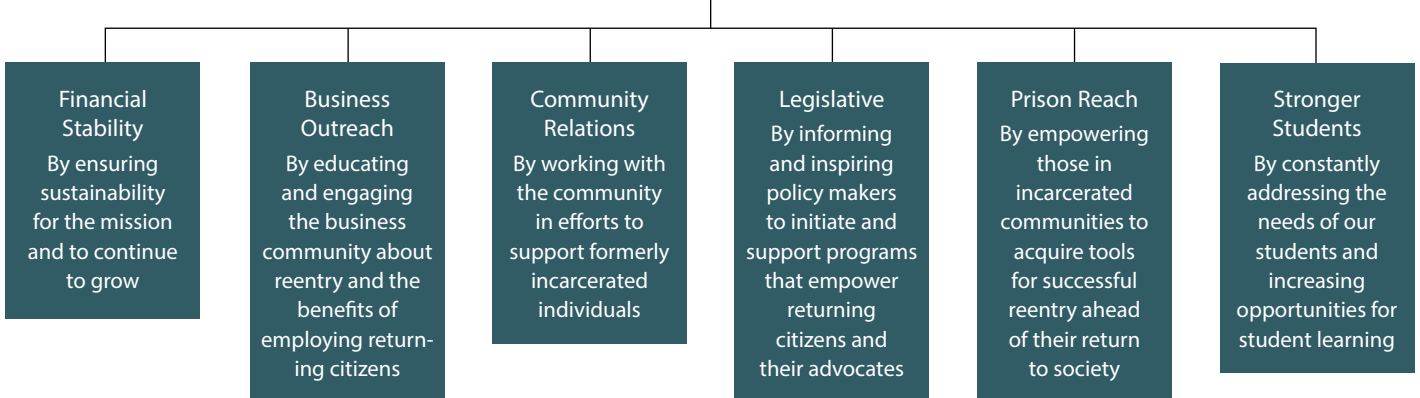 Financial
Stability
By ensuring
sustainability
for the mission
and to continue
to grow
Business
Outreach
By educating
and engaging
the business
community about
reentry and the
benefits of
employing return-
ing citizens
Community
Relations
By working with
the community
in efforts to
support formerly
incarcerated
individuals
Legislative
By informing
and inspiring
policy makers
to initiate and
support programs
that empower
returning
citizens and
their advocates
Prison Reach
By empowering
those in
incarcerated
communities to
acquire tools
for successful
reentry ahead
of their return
to society
Stronger
Students
By constantly
addressing the
needs of our
students and
increasing
opportunities for
student learning